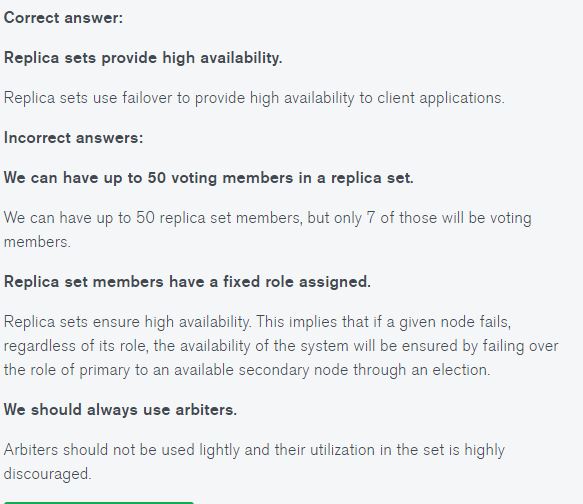 Correct answer:
Replica sets provide high availability.
Replica sets use failover to provide high availability to client applications.
Incorrect answers:
We can have up to 50 voting members in a replica set.
We can have up to 50 replica set members, but only 7 of those will be voting
members.
Replica set members have a fixed role assigned.
Replica sets ensure high availability. This implies that if a given node fails,
regardless of its role, the availability of the system will be ensured by failing over
the role of primary to an available secondary node through an election.
We should always use arbiters.
Arbiters should not be used lightly and their utilization in the set is highly
discouraged.